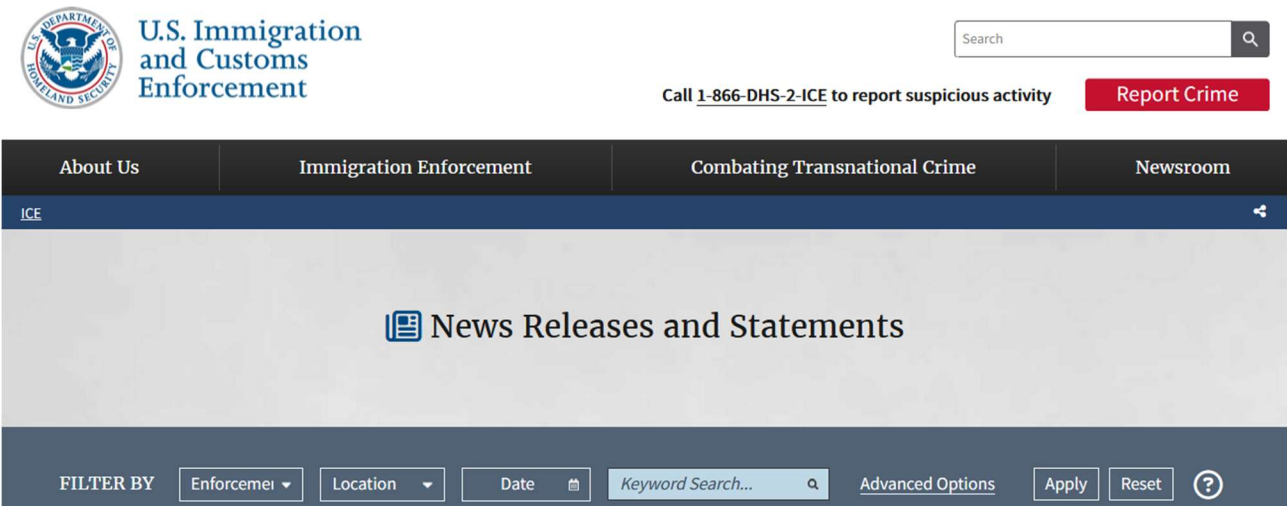 U.S. DEPARTMENT OF HOMELAND SECURITY
U.S. Immigration
and Customs
Enforcement
Search
Call 1-866-DHS-2-ICE to report suspicious activity
Report Crime
About Us Immigration Enforcement Combating Transnational Crime Newsroom
ICE
News Releases and Statements
FILTER BY Enforcemer Location Date Keyword Search... Advanced Options Apply Reset ?